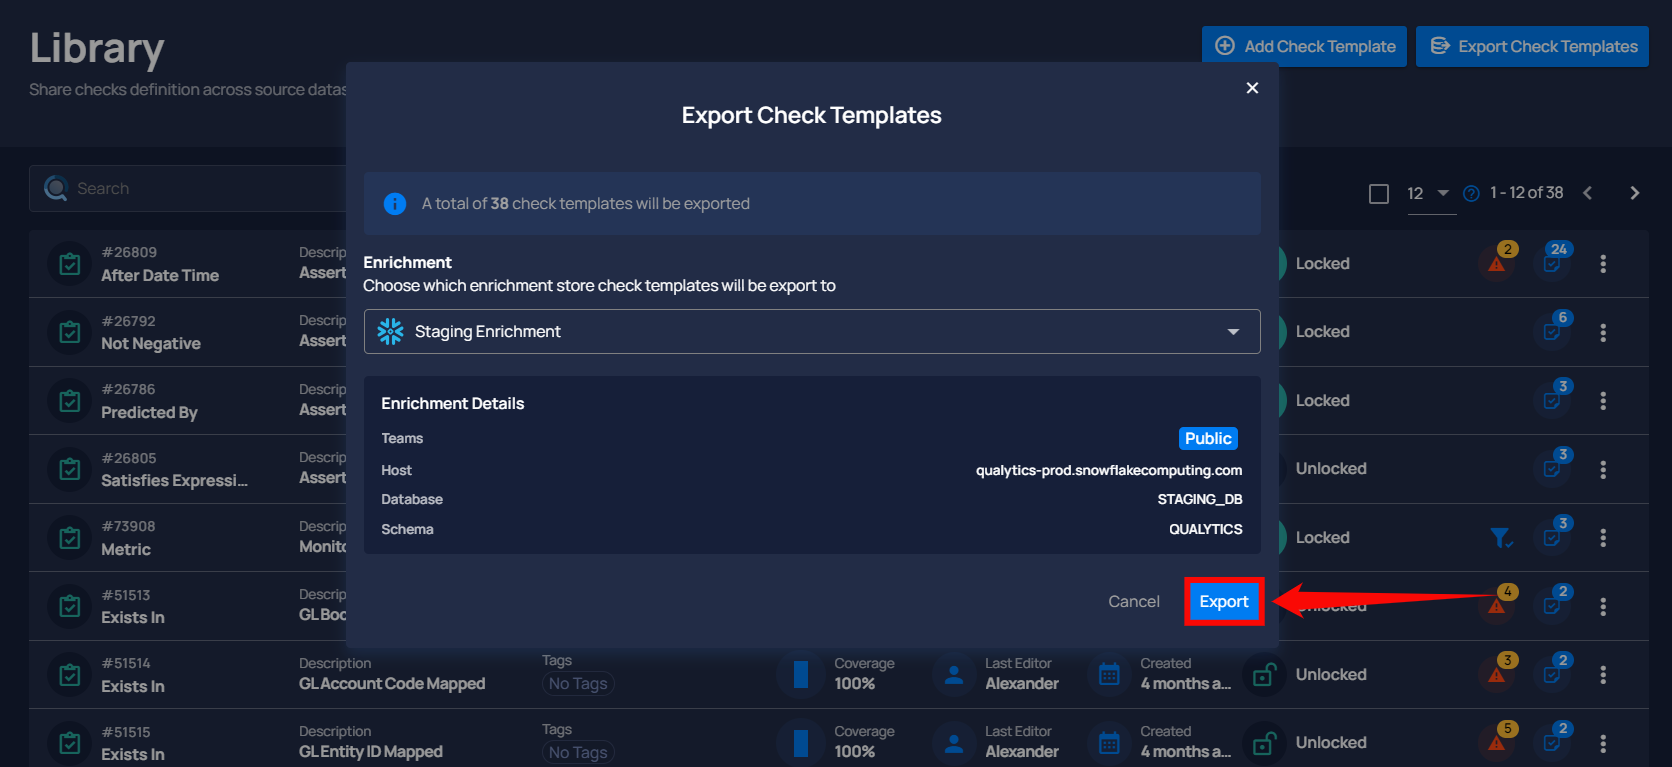 Library
Add Check Template
Export Check Templates
Share checks definition across source datas
Export Check Templates
Search
12
1 - 12 of 38
A total of 38 check templates will be exported
Enrichment
Choose which enrichment store check templates will be export to
Staging Enrichment
Enrichment Details
Teams
Public
Host
qualytics-prod.snowflakecomputing.com
Database
STAGING_DB
Schema
QUALYTICS
Cancel
Export
#26809
After Date Time
Descrip
Assert
Locked
2
24
#26792
Not Negative
Descrip
Assert
Locked
6
#26786
Predicted By
Descrip
Assert
Locked
3
#26805
Satisfies Expressi...
Descrip
Assert
Unlocked
3
#73908
Metric
Descrip
Monito
Locked
3
#51513
Exists In
Descrip
GL Boo
Unlocked
4
2
#51514
Exists In
Description
GL Account Code Mapped
Tags
No Tags
Coverage
100%
Last Editor
Alexander
Created
4 months a...
Unlocked
3
2
#51515
Exists In
Description
GL Entity ID Mapped
Tags
No Tags
Coverage
100%
Last Editor
Alexander
Created
4 months a...
Unlocked
5
2